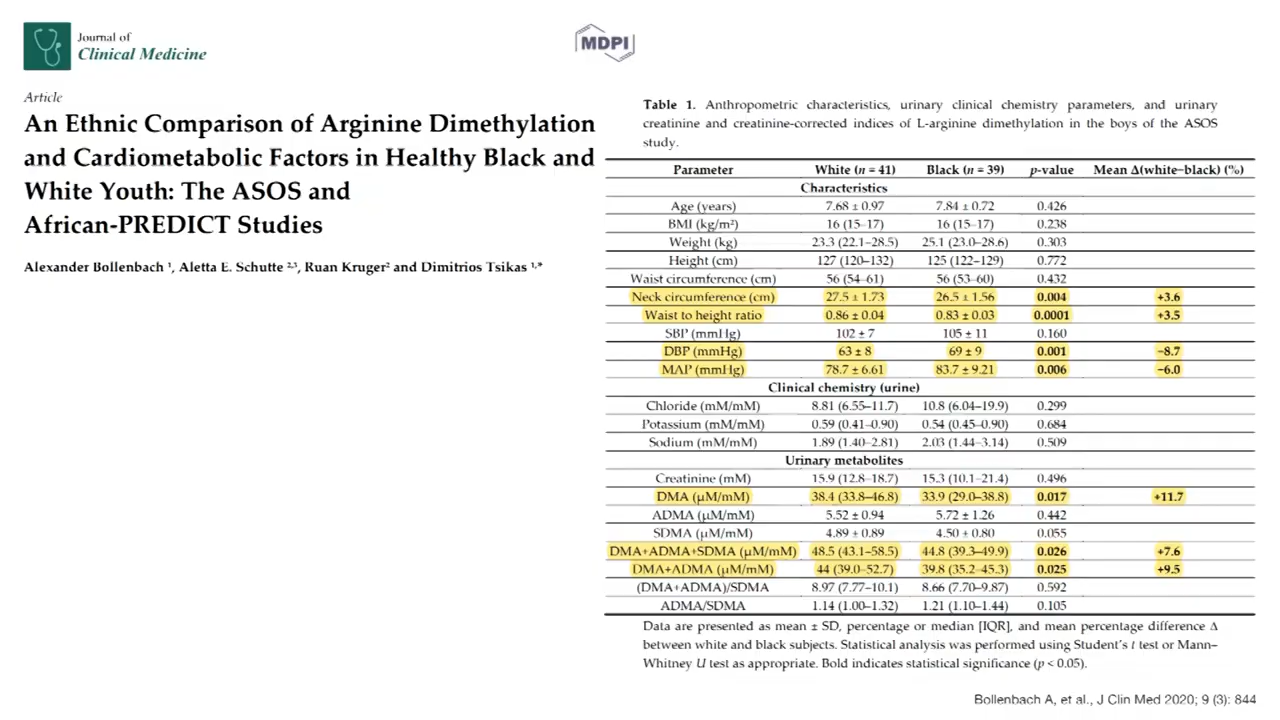 Journal of
Clinical Medicine
MDPI
Article
An Ethnic Comparison of Arginine Dimethylation
and Cardiometabolic Factors in Healthy Black and
White Youth: The ASOS and
African-PREDICT Studies
Alexander Bollenbach ¹, Aletta E. Schutte ²,³, Ruan Kruger² and Dimitrios Tsikas ¹,*
Table 1. Anthropometric characteristics, urinary clinical chemistry parameters, and urinary
creatinine and creatinine-corrected indices of L-arginine dimethylation in the boys of the ASOS
study.
Parameter White (n = 41) Black (n = 39) p-value Mean Δ(white−black) (%)
Characteristics
Age (years) 7.68 ± 0.97 7.84 ± 0.72 0.426
BMI (kg/m²) 16 (15–17) 16 (15–17) 0.238
Weight (kg) 23.3 (22.1–28.5) 25.1 (23.0–28.6) 0.303
Height (cm) 127 (120–132) 125 (122–129) 0.772
Waist circumference (cm) 56 (54–61) 56 (53–60) 0.432
Neck circumference (cm) 27.5 ± 1.73 26.5 ± 1.56 0.004 +3.6
Waist to height ratio 0.86 ± 0.04 0.83 ± 0.03 0.0001 +3.5
SBP (mmHg) 102 ± 7 105 ± 11 0.160
DBP (mmHg) 63 ± 8 69 ± 9 0.001 −8.7
MAP (mmHg) 78.7 ± 6.61 83.7 ± 9.21 0.006 −6.0
Clinical chemistry (urine)
Chloride (mM/mM) 8.81 (6.55–11.7) 10.8 (6.04–19.9) 0.299
Potassium (mM/mM) 0.59 (0.41–0.90) 0.54 (0.45–0.90) 0.684
Sodium (mM/mM) 1.89 (1.40–2.81) 2.03 (1.44–3.14) 0.509
Urinary metabolites
Creatinine (mM) 15.9 (12.8–18.7) 15.3 (10.1–21.4) 0.496
DMA (µM/mM) 38.4 (33.8–46.8) 33.9 (29.0–38.8) 0.017 +11.7
ADMA (µM/mM) 5.52 ± 0.94 5.72 ± 1.26 0.442
SDMA (µM/mM) 4.89 ± 0.89 4.50 ± 0.80 0.055
DMA+ADMA+SDMA (µM/mM) 48.5 (43.1–58.5) 44.8 (39.3–49.9) 0.026 +7.6
DMA+ADMA (µM/mM) 44 (39.0–52.7) 39.8 (35.2–45.3) 0.025 +9.5
(DMA+ADMA)/SDMA 8.97 (7.77–10.1) 8.66 (7.70–9.87) 0.592
ADMA/SDMA 1.14 (1.00–1.32) 1.21 (1.10–1.44) 0.105
Data are presented as mean ± SD, percentage or median [IQR], and mean percentage difference Δ
between white and black subjects. Statistical analysis was performed using Student's t test or Mann–
Whitney U test as appropriate. Bold indicates statistical significance (p < 0.05).
Bollenbach A, et al., J Clin Med 2020; 9 (3): 844